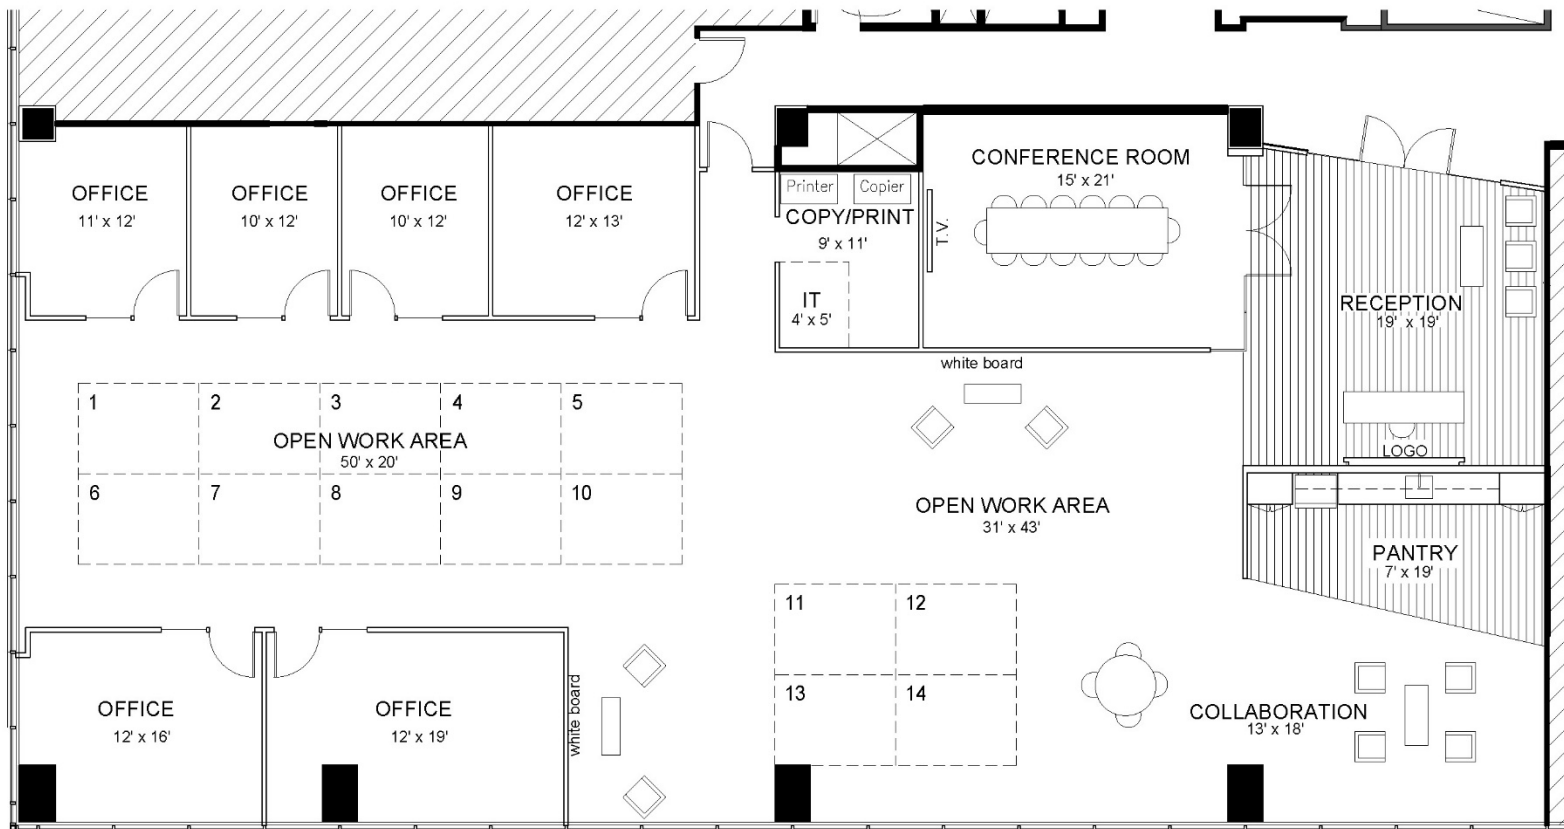 OFFICE
11' x 12'
OFFICE
10' x 12'
OFFICE
10' x 12'
OFFICE
12' x 13'
Printer
Copier
COPY/PRINT
9' x 11'
IT
4' x 5'
T.V.
CONFERENCE ROOM
15' x 21'
RECEPTION
19' x 19'
LOGO
white board
1
2
3
4
5
OPEN WORK AREA
50' x 20'
6
7
8
9
10
OPEN WORK AREA
31' x 43'
PANTRY
7' x 19'
11
12
13
14
OFFICE
12' x 16'
OFFICE
12' x 19'
white board
COLLABORATION
13' x 18'